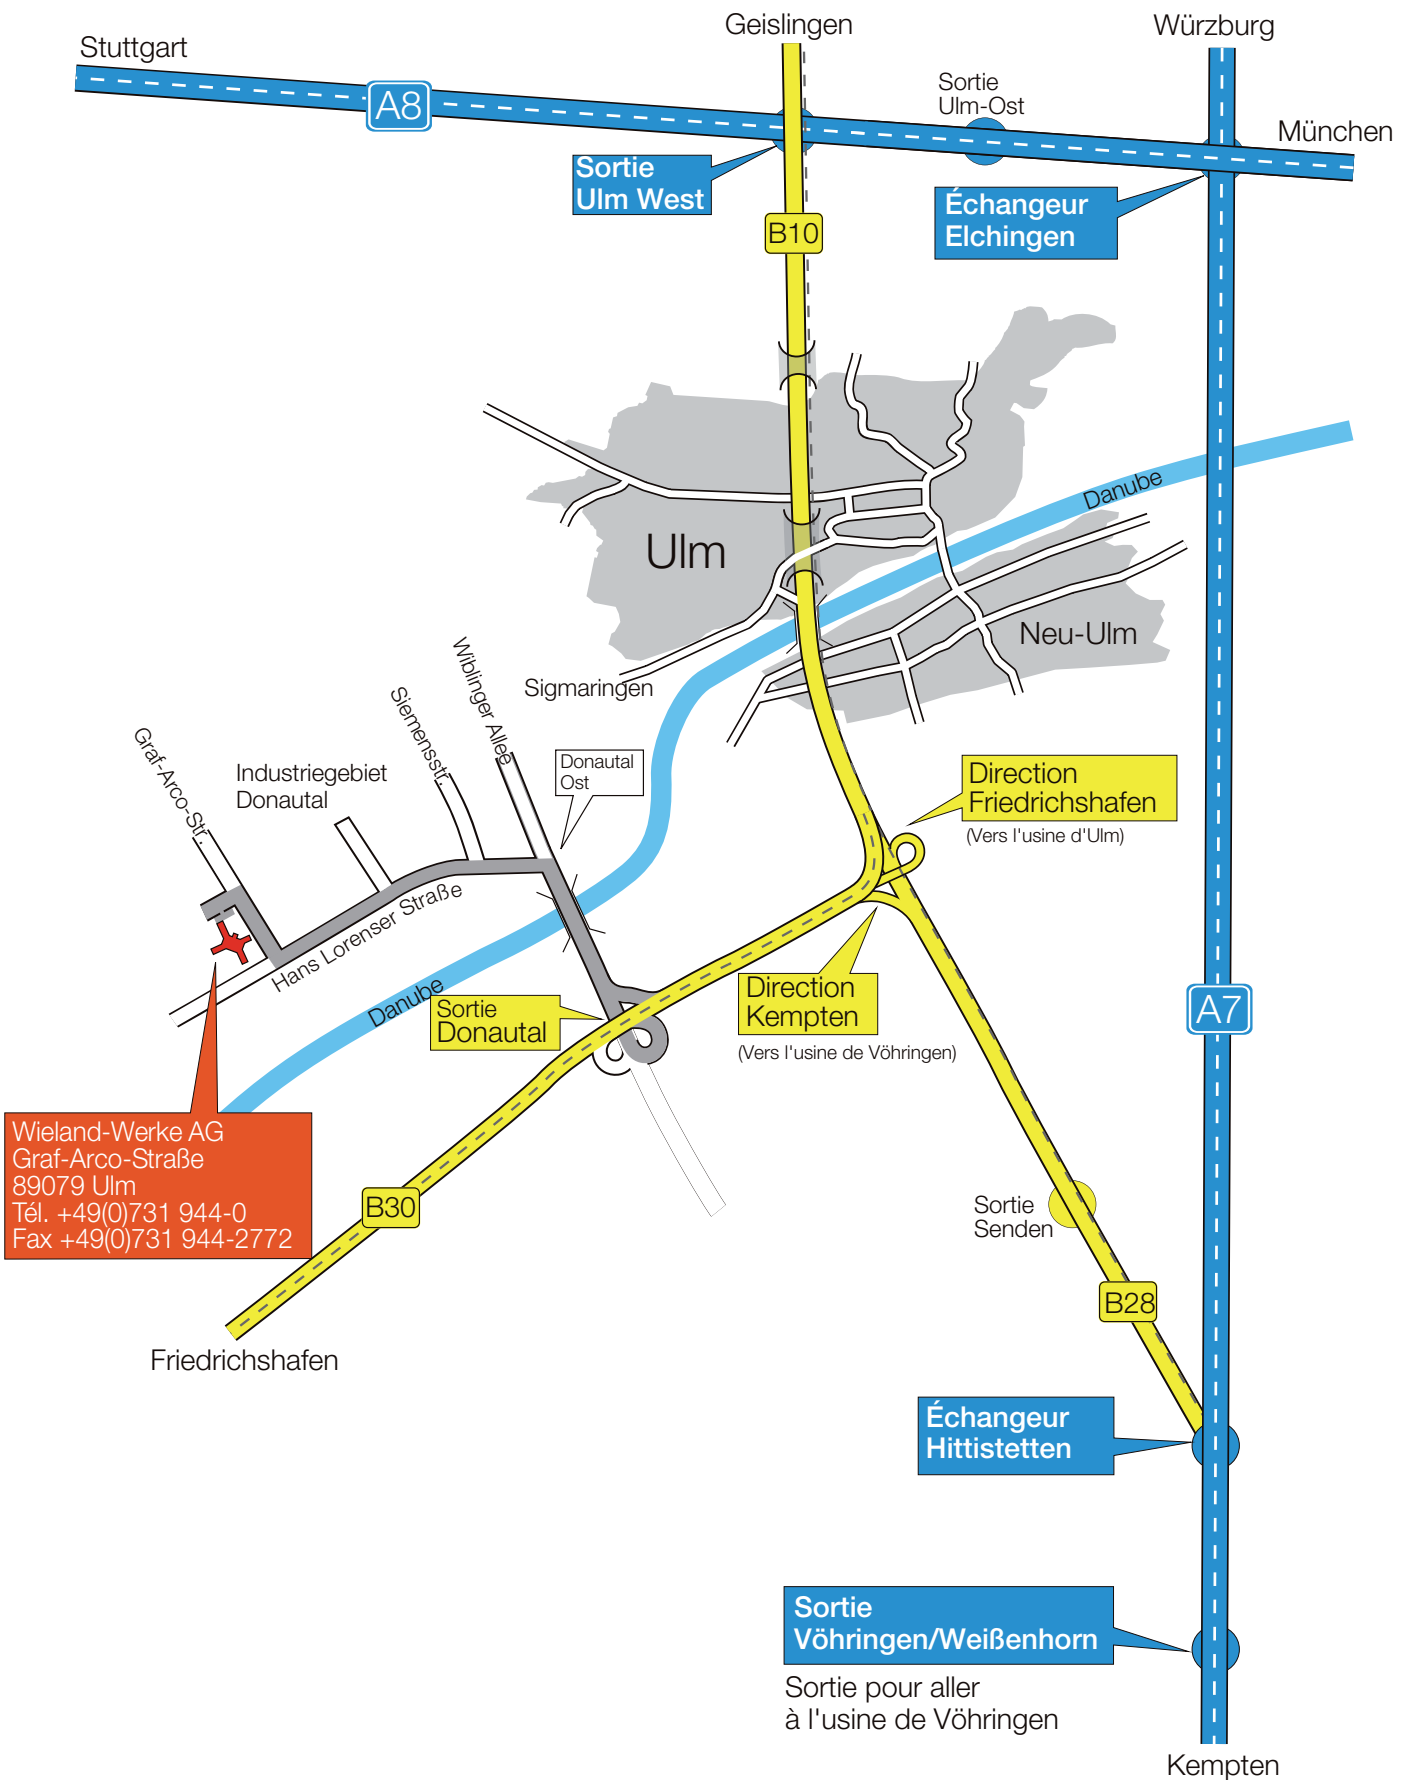 Geislingen
Würzburg
Stuttgart
A8
Sortie
Ulm-Ost
München
Sortie
Ulm West
Échangeur
Elchingen
B10
Danube
Ulm
Neu-Ulm
Sigmaringen
Wiblinger Allee
Siemensstr.
Graf-Arco-Str.
Industriegebiet
Donautal
Donautal
Ost
Direction
Friedrichshafen
(Vers l'usine d'Ulm)
Hans Lorenser Straße
Danube
Sortie
Donautal
Direction
Kempten
(Vers l'usine de Vöhringen)
A7
Wieland-Werke AG
Graf-Arco-Straße
89079 Ulm
Tél. +49(0)731 944-0
Fax +49(0)731 944-2772
B30
Sortie
Senden
B28
Friedrichshafen
Échangeur
Hittistetten
Sortie
Vöhringen/Weißenhorn
Sortie pour aller
à l'usine de Vöhringen
Kempten